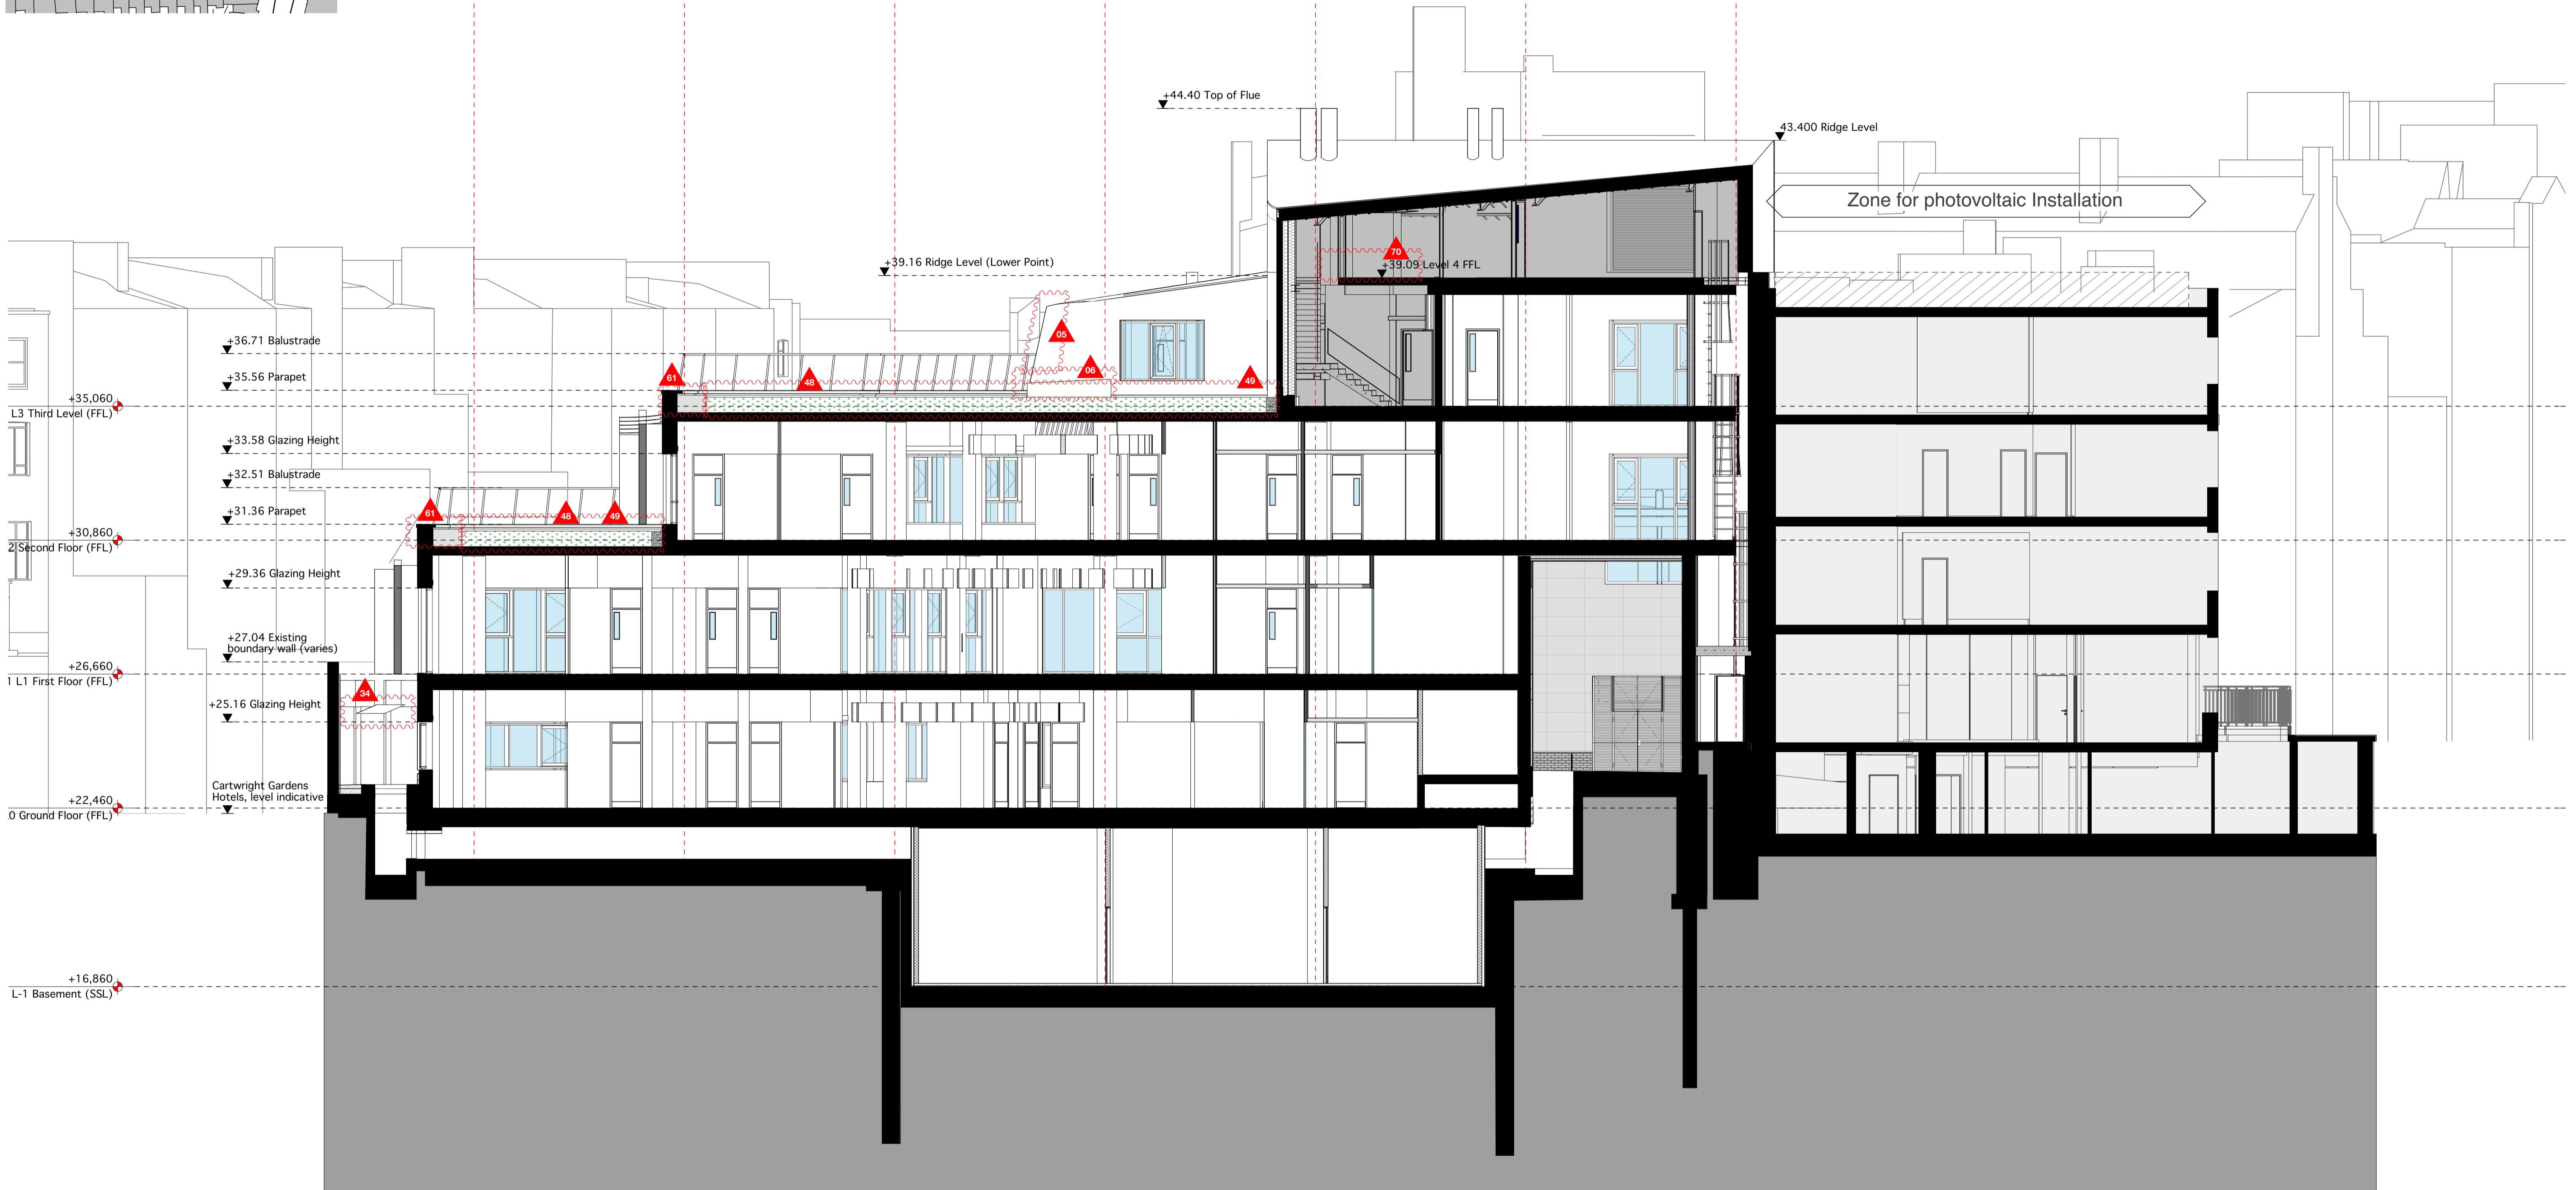 +44.40 Top of Flue
43.400 Ridge Level
Zone for photovoltaic Installation
70
+39.16 Ridge Level (Lower Point)
+39.09 Level 4 FFL
05
+36.71 Balustrade
06
61
48
49
+35.56 Parapet
+35,060
L3 Third Level (FFL)
+33.58 Glazing Height
+32.51 Balustrade
61
48
49
+31.36 Parapet
+30,860
2 Second Floor (FFL)
+29.36 Glazing Height
+27.04 Existing
boundary wall (varies)
+26,660
1 L1 First Floor (FFL)
34
+25.16 Glazing Height
Cartwright Gardens
Hotels, level indicative
+22,460
.0 Ground Floor (FFL)
+16,860
L-1 Basement (SSL)